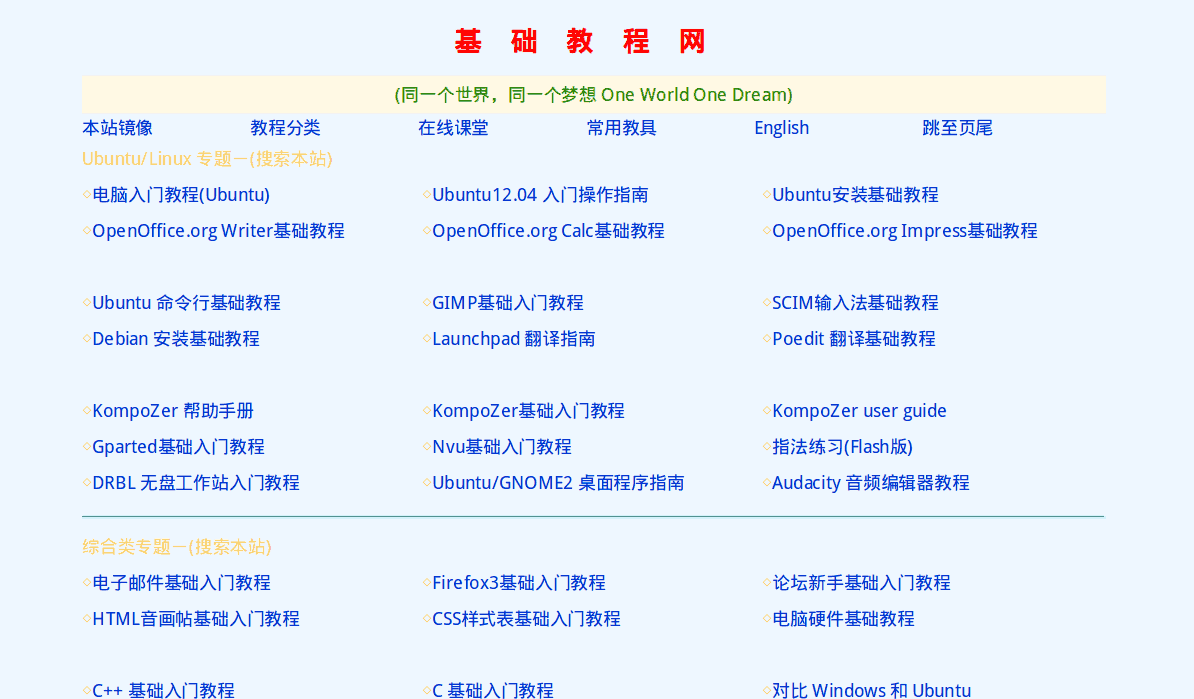 基 础 教 程 网
(同一个世界，同一个梦想 One World One Dream)
本站镜像 教程分类 在线课堂 常用教具 English 跳至页尾
Ubuntu/Linux 专题－(搜索本站)
◇电脑入门教程(Ubuntu) ◇Ubuntu12.04 入门操作指南 ◇Ubuntu安装基础教程
◇OpenOffice.org Writer基础教程 ◇OpenOffice.org Calc基础教程 ◇OpenOffice.org Impress基础教程
◇Ubuntu 命令行基础教程 ◇GIMP基础入门教程 ◇SCIM输入法基础教程
◇Debian 安装基础教程 ◇Launchpad 翻译指南 ◇Poedit 翻译基础教程
◇KompoZer 帮助手册 ◇KompoZer基础入门教程 ◇KompoZer user guide
◇Gparted基础入门教程 ◇Nvu基础入门教程 ◇指法练习(Flash版)
◇DRBL 无盘工作站入门教程 ◇Ubuntu/GNOME2 桌面程序指南 ◇Audacity 音频编辑器教程
综合类专题－(搜索本站)
◇电子邮件基础入门教程 ◇Firefox3基础入门教程 ◇论坛新手基础入门教程
◇HTML音画帖基础入门教程 ◇CSS样式表基础入门教程 ◇电脑硬件基础教程
◇C++ 基础入门教程 ◇C 基础入门教程 ◇对比 Windows 和 Ubuntu